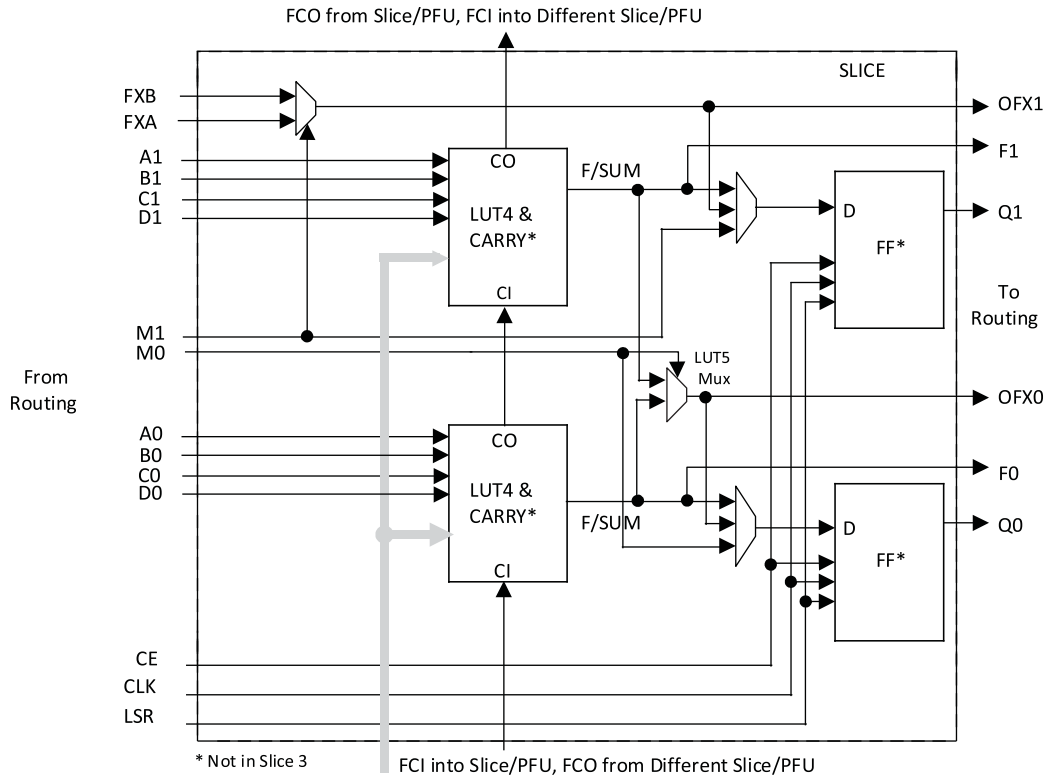 FCO from Slice/PFU, FCI into Different Slice/PFU
SLICE
FXB
FXA
OFX1
F1
A1
B1
C1
D1
CO
LUT4 &
CARRY*
CI
F/SUM
D
FF*
Q1
To
Routing
M1
M0
LUT5
Mux
From
Routing
OFX0
A0
B0
C0
D0
CO
LUT4 &
CARRY*
CI
F/SUM
F0
D
FF*
Q0
CE
CLK
LSR
* Not in Slice 3
FCI into Slice/PFU, FCO from Different Slice/PFU